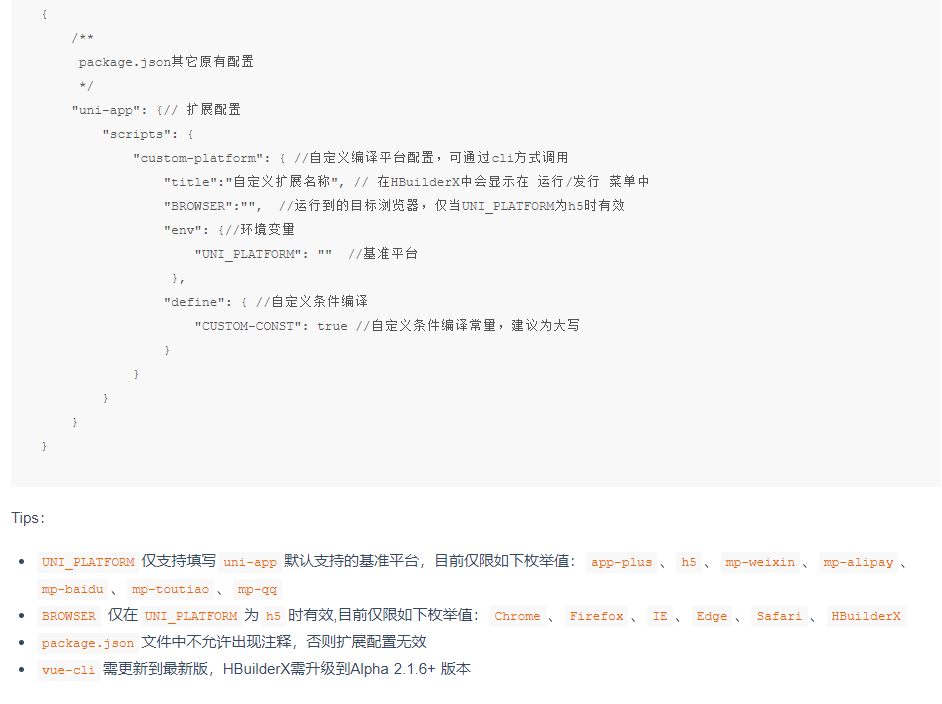 {
    /**
     package.json其它原有配置
     */
    "uni-app": {// 扩展配置
        "scripts": {
            "custom-platform": { //自定义编译平台配置，可通过cli方式调用
                "title":"自定义扩展名称", // 在HBuilderX中会显示在 运行/发行 菜单中
                "BROWSER":"",  //运行到的目标浏览器，仅当UNI_PLATFORM为h5时有效
                "env": {//环境变量
                    "UNI_PLATFORM": ""  //基准平台
                 },
                "define": { //自定义条件编译
                    "CUSTOM-CONST": true //自定义条件编译常量，建议为大写
                }
            }
        }
    }
}
Tips：
• UNI_PLATFORM 仅支持填写 uni-app 默认支持的基准平台，目前仅限如下枚举值： app-plus 、 h5 、 mp-weixin 、 mp-alipay 、
mp-baidu 、 mp-toutiao 、 mp-qq
• BROWSER 仅在 UNI_PLATFORM 为 h5 时有效,目前仅限如下枚举值： Chrome 、 Firefox 、 IE 、 Edge 、 Safari 、 HBuilderX
• package.json 文件中不允许出现注释，否则扩展配置无效
• vue-cli 需更新到最新版，HBuilderX需升级到Alpha 2.1.6+ 版本